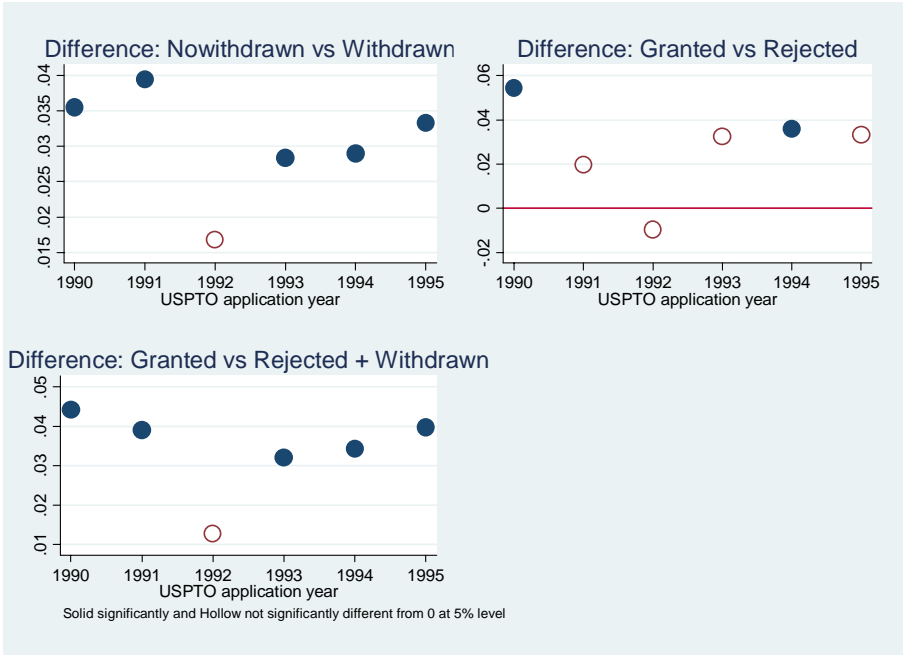 Difference: Nowithdrawn vs Withdrawn
.04
.035
.03
.025
.02
.015
1990 1991 1992 1993 1994 1995
USPTO application year
Difference: Granted vs Rejected
.06
.04
.02
0
-.02
1990 1991 1992 1993 1994 1995
USPTO application year
Difference: Granted vs Rejected + Withdrawn
.05
.04
.03
.02
.01
1990 1991 1992 1993 1994 1995
USPTO application year
Solid significantly and Hollow not significantly different from 0 at 5% level